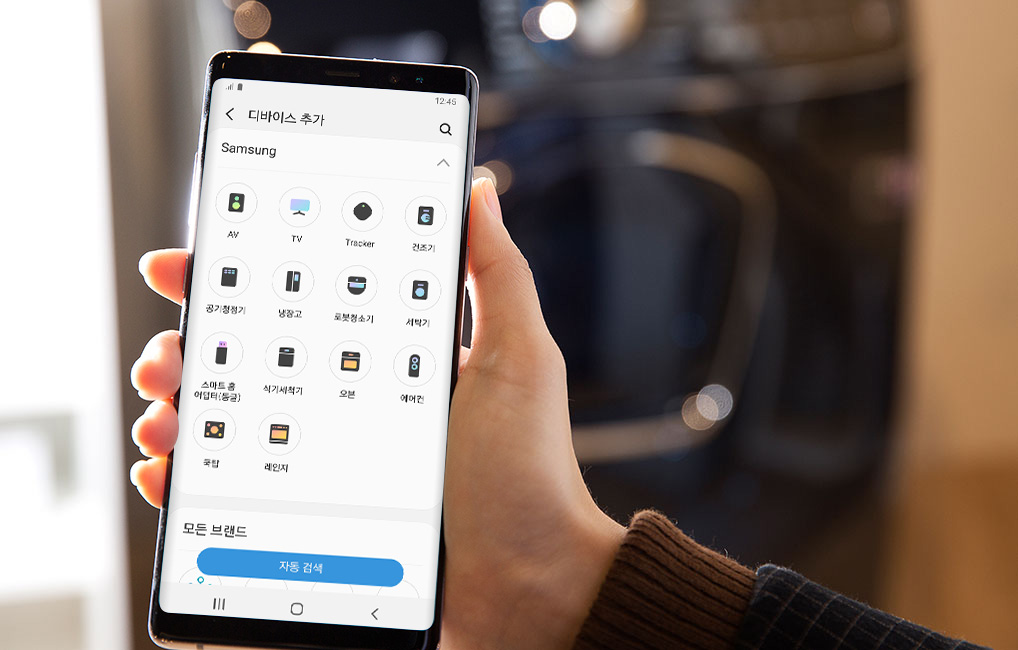 12:45
디바이스 추가
Samsung
AV
TV
Tracker
건조기
공기청정기
냉장고
로봇청소기
세탁기
스마트 홈
어댑터(동글)
식기세척기
오븐
에어컨
쿡탑
레인지
모든 브랜드
자동 검색